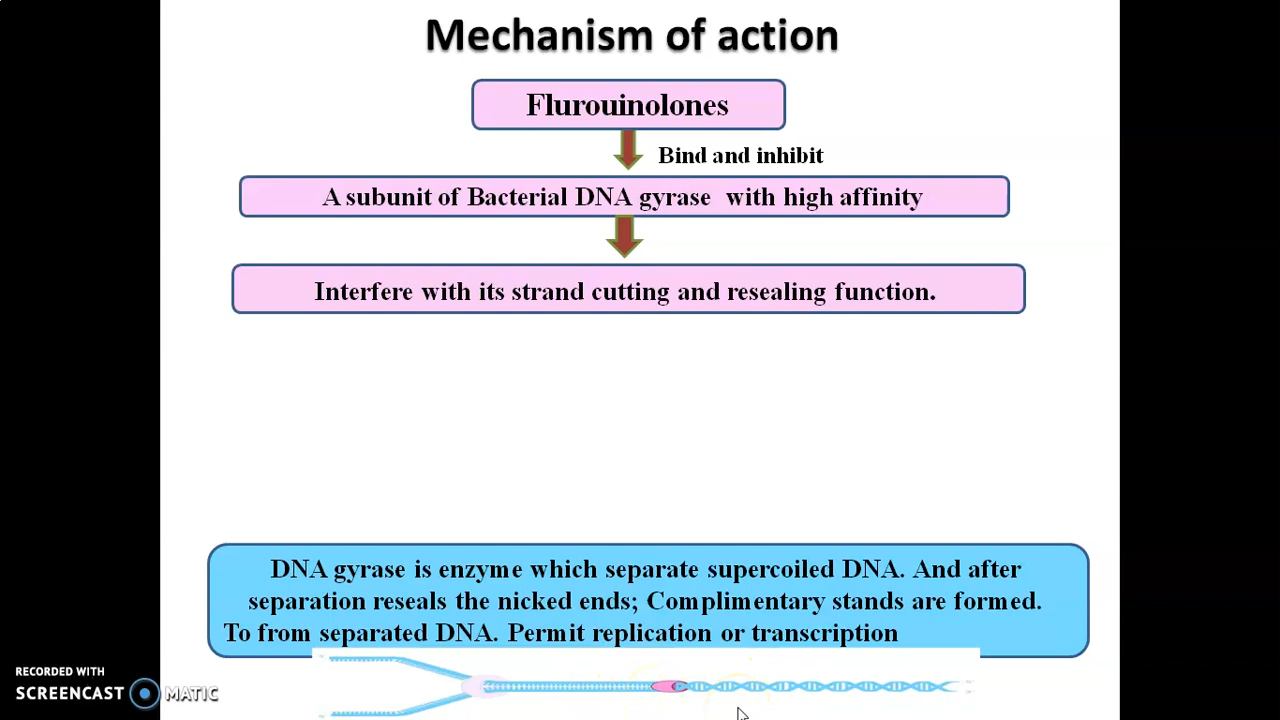 Mechanism of action
Flurouinolones
Bind and inhibit
A subunit of Bacterial DNA gyrase with high affinity
Interfere with its strand cutting and resealing function.
DNA gyrase is enzyme which separate supercoiled DNA. And after
separation reseals the nicked ends; Complimentary stands are formed.
To from separated DNA. Permit replication or transcription
RECORDED WITH
SCREENCAST MATIC